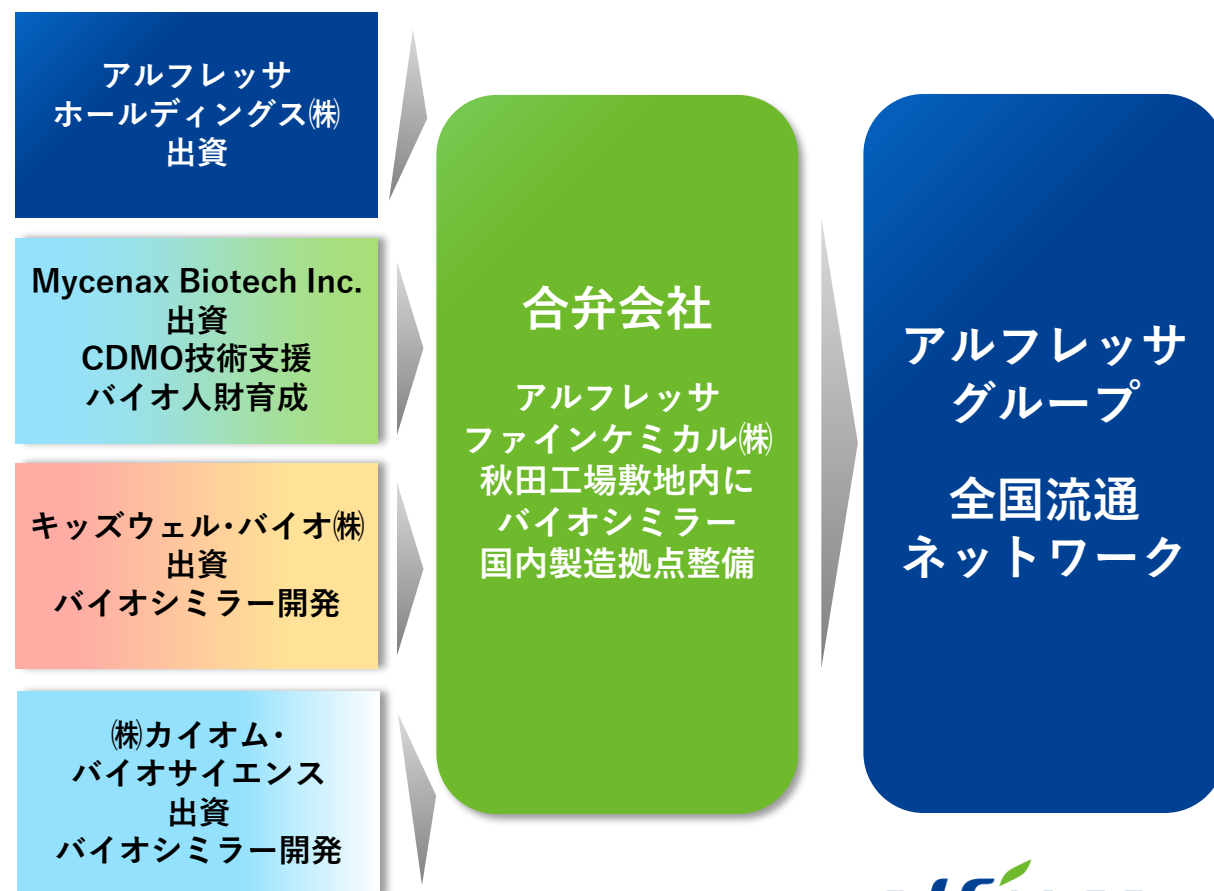 アルフレッサ
ホールディングス㈱
出資
Mycenax Biotech Inc.
出資
CDMO技術支援
バイオ人財育成
キッズウェル・バイオ㈱
出資
バイオシミラー開発
㈱カイオム・
バイオサイエンス
出資
バイオシミラー開発
合弁会社
アルフレッサ
ファインケミカル㈱
秋田工場敷地内に
バイオシミラー
国内製造拠点整備
アルフレッサ
グループ
全国流通
ネットワーク